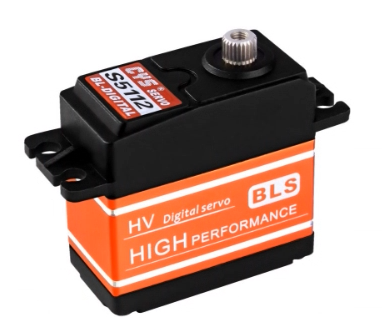 CYS® SERVO
S5112
BL-DIGITAL
BLS
HV Digital servo
HIGH PERFORMANCE